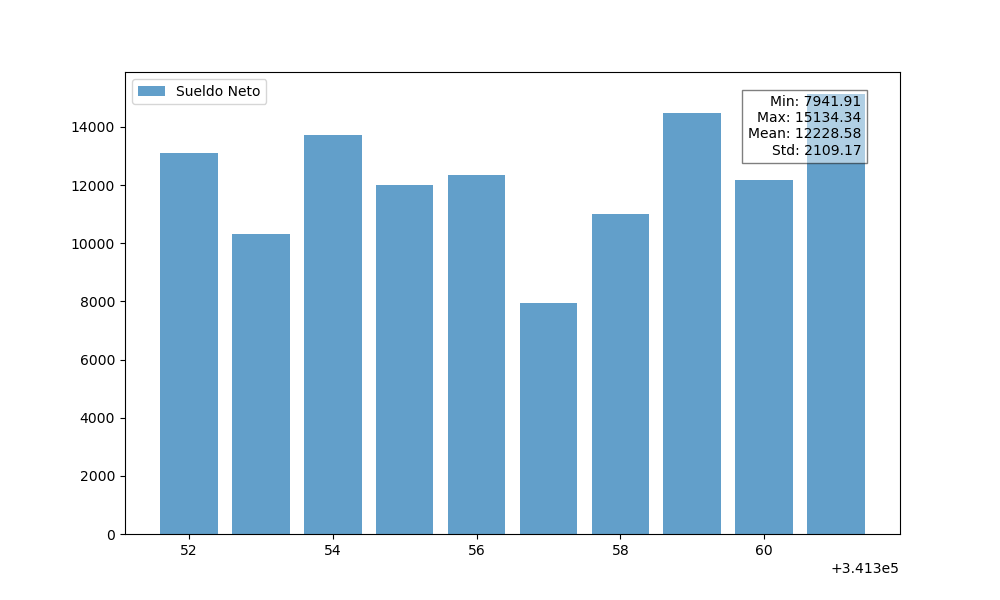 Sueldo Neto
Min: 7941.91
Max: 15134.34
Mean: 12228.58
Std: 2109.17
14000
12000
10000
8000
6000
4000
2000
0
52 54 56 58 60
+3.413e5